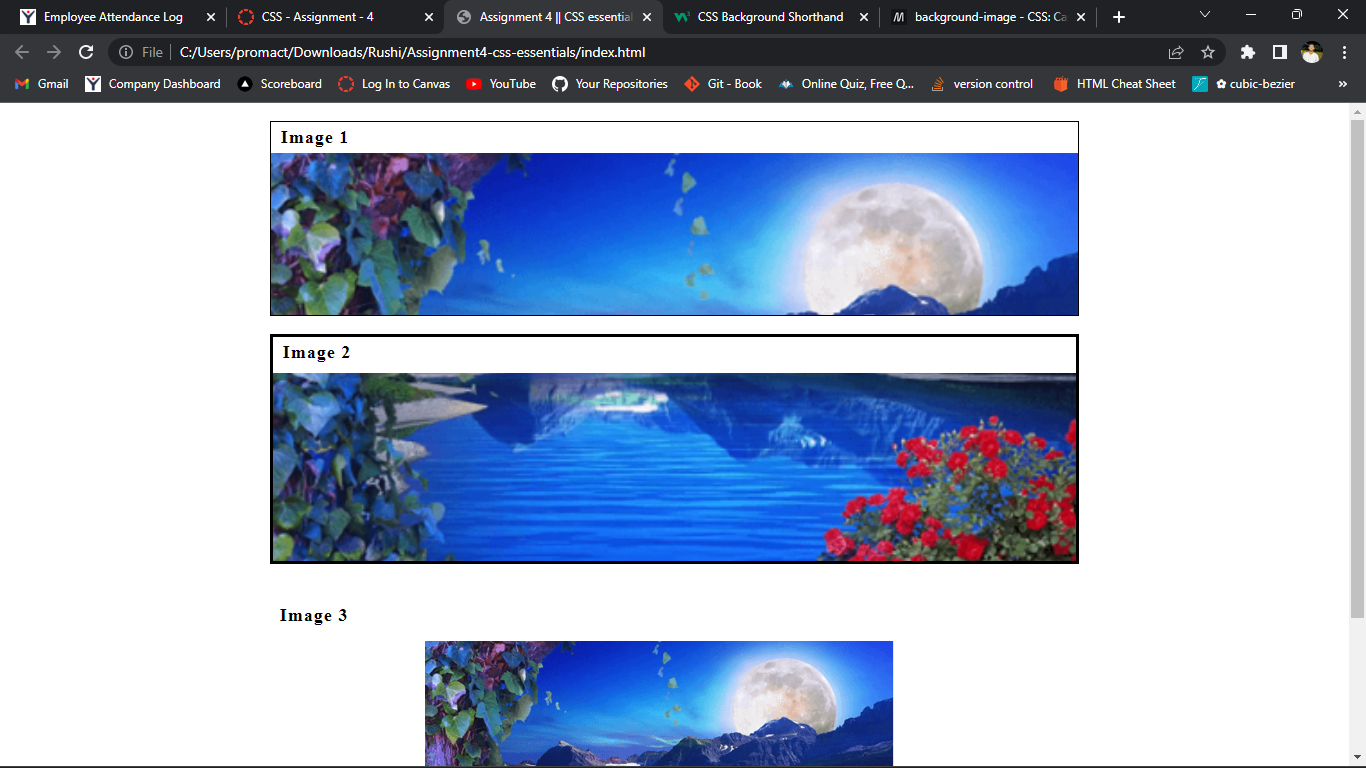 Employee Attendance Log CSS - Assignment - 4 Assignment 4 || CSS essential CSS Background Shorthand background-image - CSS: Ca
File C:/Users/promact/Downloads/Rushi/Assignment4-css-essentials/index.html
Gmail Company Dashboard Scoreboard Log In to Canvas YouTube Your Repositories Git - Book Online Quiz, Free Q... version control HTML Cheat Sheet ✿ cubic-bezier »
Image 1
Image 2
Image 3